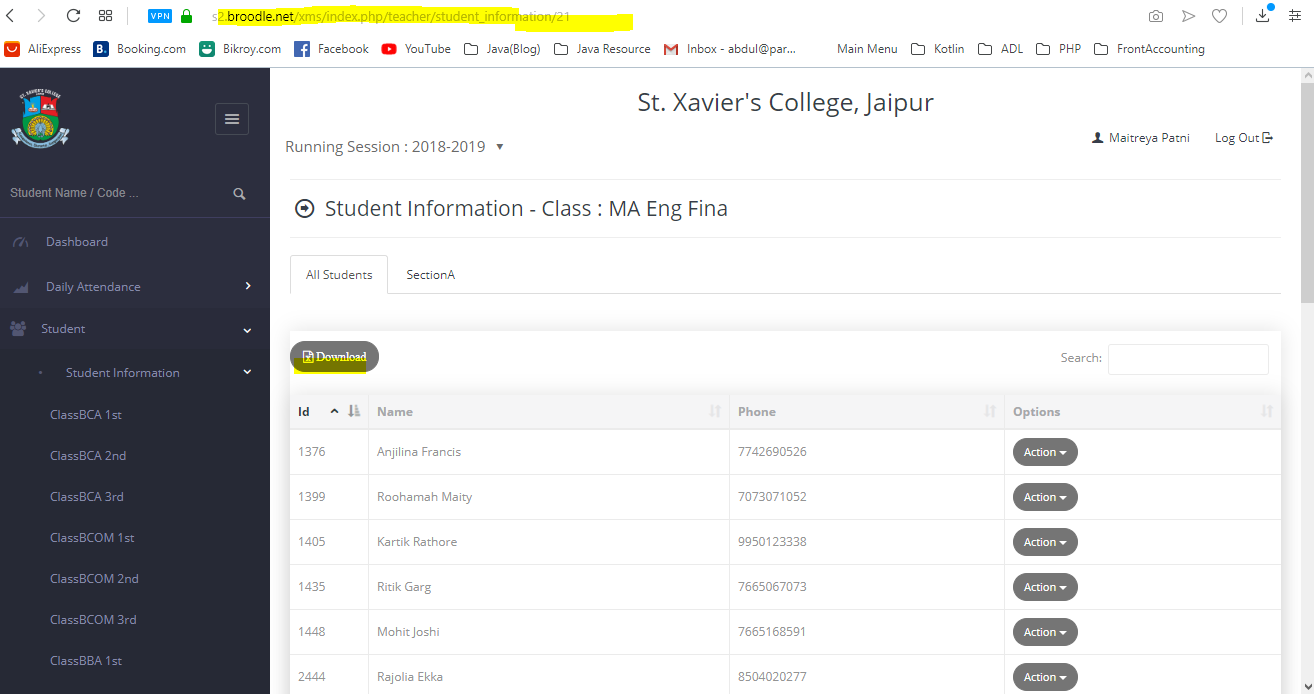 VPN s2.broodle.net/xms/index.php/teacher/student_information/21
AliExpress B. Booking.com Bikroy.com Facebook YouTube Java(Blog) Java Resource Inbox - abdul@par... Main Menu Kotlin ADL PHP FrontAccounting
ST. XAVIER'S COLLEGE
St. Xavier's College, Jaipur
Running Session : 2018-2019
Maitreya Patni Log Out
Student Name / Code ...
Student Information - Class : MA Eng Fina
Dashboard
All Students SectionA
Daily Attendance
Student
Download Search:
Student Information
Id Name Phone Options
ClassBCA 1st
1376 Anjilina Francis 7742690526 Action
ClassBCA 2nd
1399 Roohamah Maity 7073071052 Action
ClassBCA 3rd
1405 Kartik Rathore 9950123338 Action
ClassBCOM 1st
1435 Ritik Garg 7665067073 Action
ClassBCOM 2nd
1448 Mohit Joshi 7665168591 Action
ClassBCOM 3rd
2444 Rajolia Ekka 8504020277 Action
ClassBBA 1st